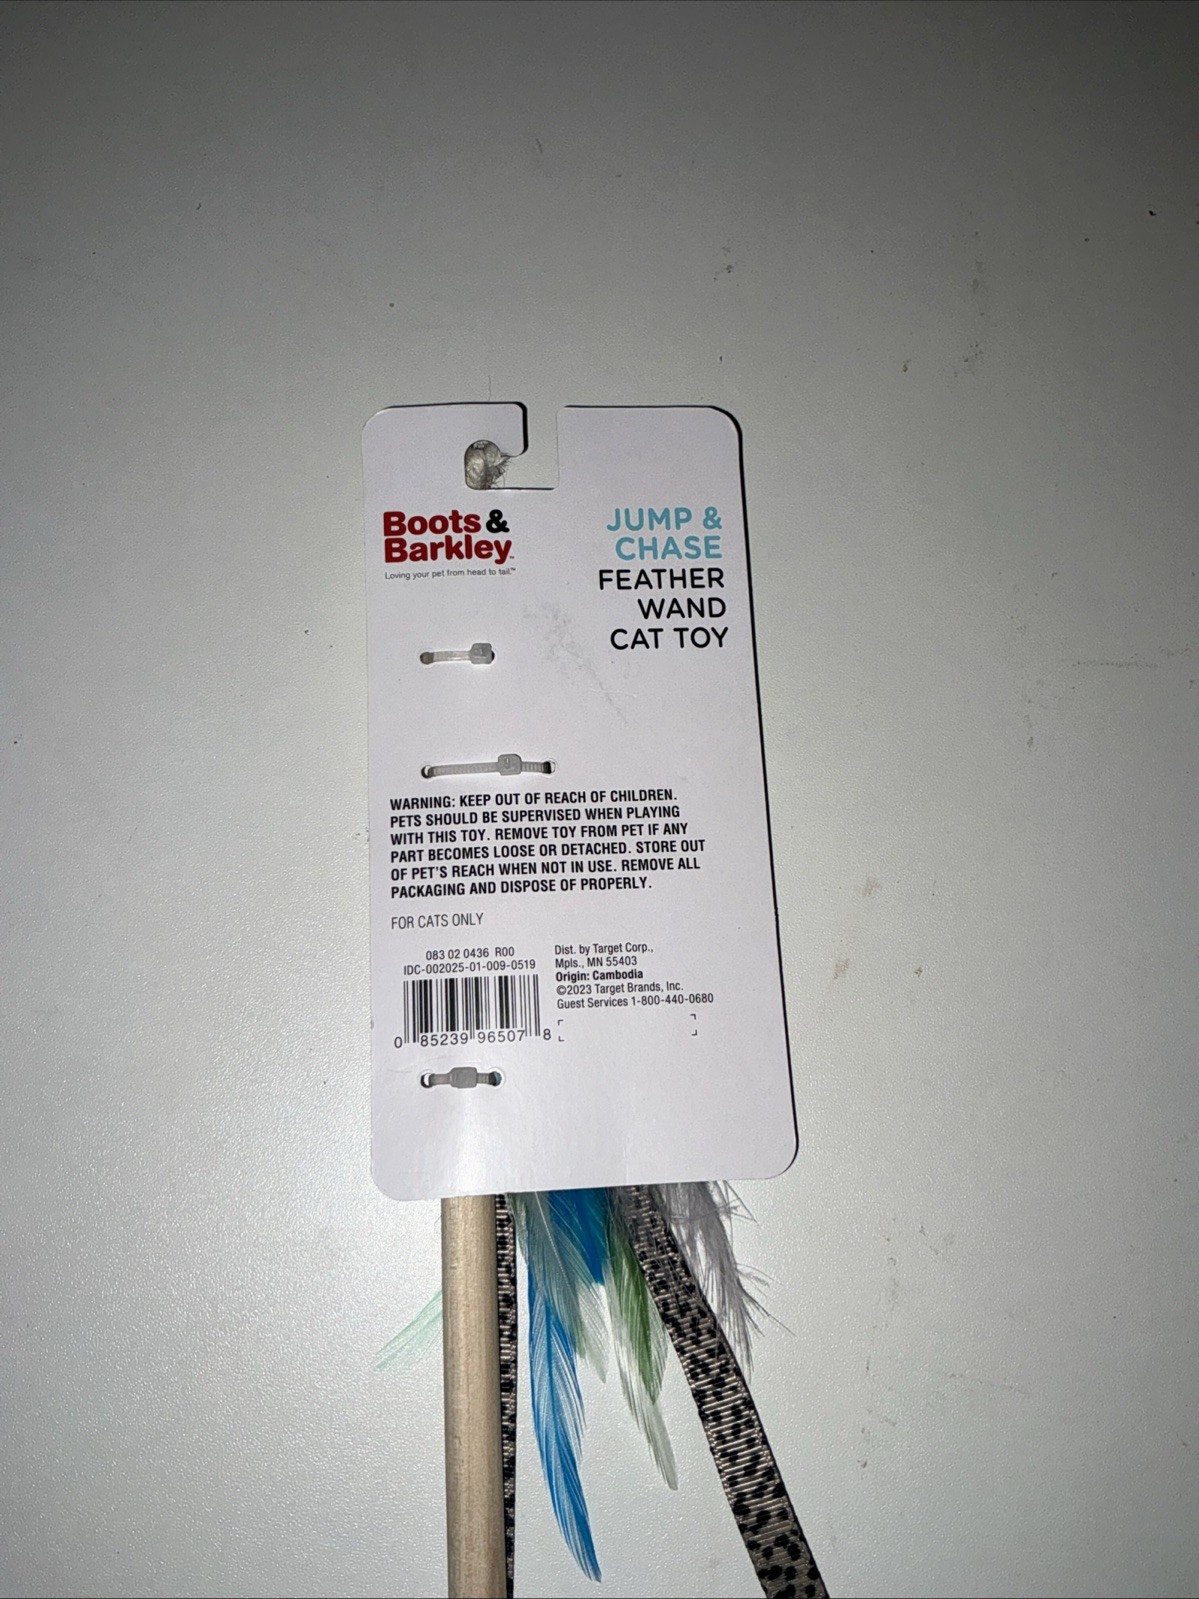 Boots &
Barkley™
Loving your pet from head to tail.™
JUMP &
CHASE
FEATHER
WAND
CAT TOY
WARNING: KEEP OUT OF REACH OF CHILDREN.
PETS SHOULD BE SUPERVISED WHEN PLAYING
WITH THIS TOY. REMOVE TOY FROM PET IF ANY
PART BECOMES LOOSE OR DETACHED. STORE OUT
OF PET'S REACH WHEN NOT IN USE. REMOVE ALL
PACKAGING AND DISPOSE OF PROPERLY.
FOR CATS ONLY
083 02 0436 R00
IDC-002025-01-009-0519
0 85239 96507 8
Dist. by Target Corp.,
Mpls., MN 55403
Origin: Cambodia
©2023 Target Brands, Inc.
Guest Services 1-800-440-0680